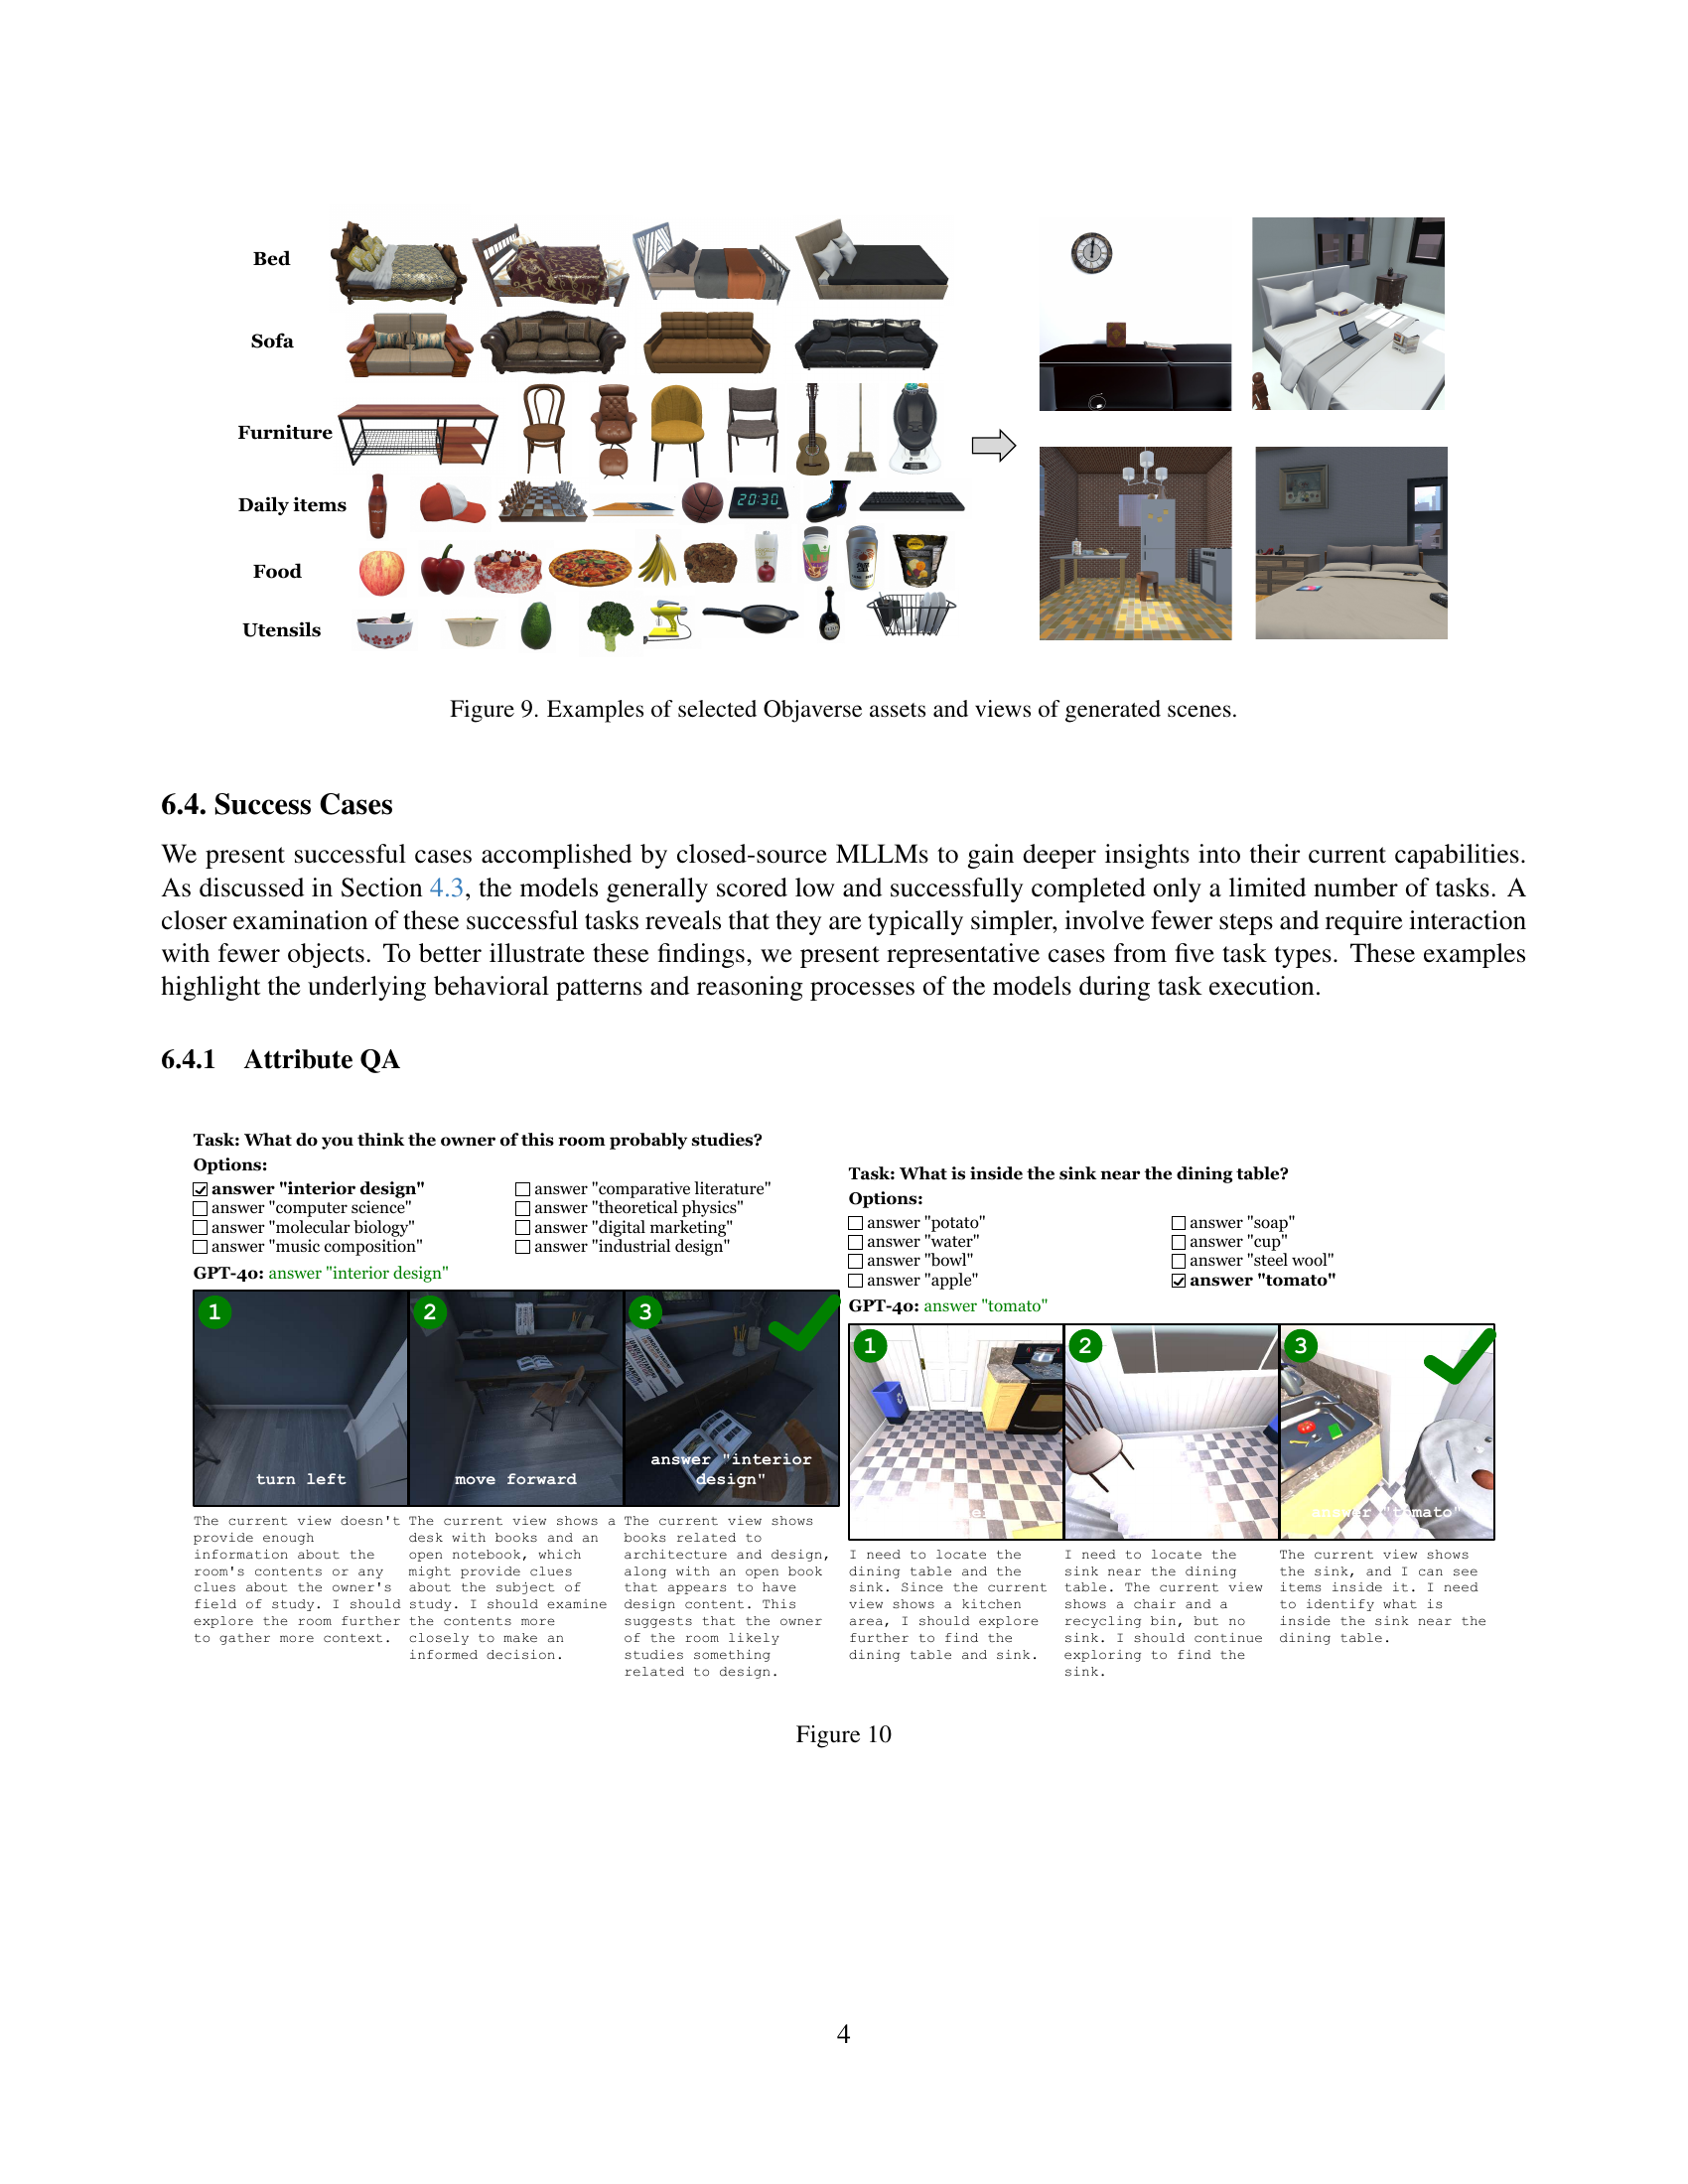 Bed
Sofa
Furniture
Daily items
20:30
Food
Utensils
Figure 9. Examples of selected Objaverse assets and views of generated scenes.
6.4. Success Cases
We present successful cases accomplished by closed-source MLLMs to gain deeper insights into their current capabilities.
As discussed in Section 4.3, the models generally scored low and successfully completed only a limited number of tasks. A
closer examination of these successful tasks reveals that they are typically simpler, involve fewer steps and require interaction
with fewer objects. To better illustrate these findings, we present representative cases from five task types. These examples
highlight the underlying behavioral patterns and reasoning processes of the models during task execution.
6.4.1 Attribute QA
Task: What do you think the owner of this room probably studies?
Options:
answer "interior design"
answer "computer science"
answer "molecular biology"
answer "music composition"
answer "comparative literature"
answer "theoretical physics"
answer "digital marketing"
answer "industrial design"
GPT-4o: answer "interior design"
1
turn left
2
move forward
3
answer "interior
design"
The current view doesn't
provide enough
information about the
room's contents or any
clues about the owner's
field of study. I should
explore the room further
to gather more context.
The current view shows a
desk with books and an
open notebook, which
might provide clues
about the subject of
study. I should examine
the contents more
closely to make an
informed decision.
The current view shows
books related to
architecture and design,
along with an open book
that appears to have
design content. This
suggests that the owner
of the room likely
studies something
related to design.
Task: What is inside the sink near the dining table?
Options:
answer "potato"
answer "water"
answer "bowl"
answer "apple"
answer "soap"
answer "cup"
answer "steel wool"
answer "tomato"
GPT-4o: answer "tomato"
1
2
3
answer "tomato"
I need to locate the
dining table and the
sink. Since the current
view shows a kitchen
area, I should explore
further to find the
dining table and sink.
I need to locate the
sink near the dining
table. The current view
shows a chair and a
recycling bin, but no
sink. I should continue
exploring to find the
sink.
The current view shows
the sink, and I can see
items inside it. I need
to identify what is
inside the sink near the
dining table.
Figure 10
4